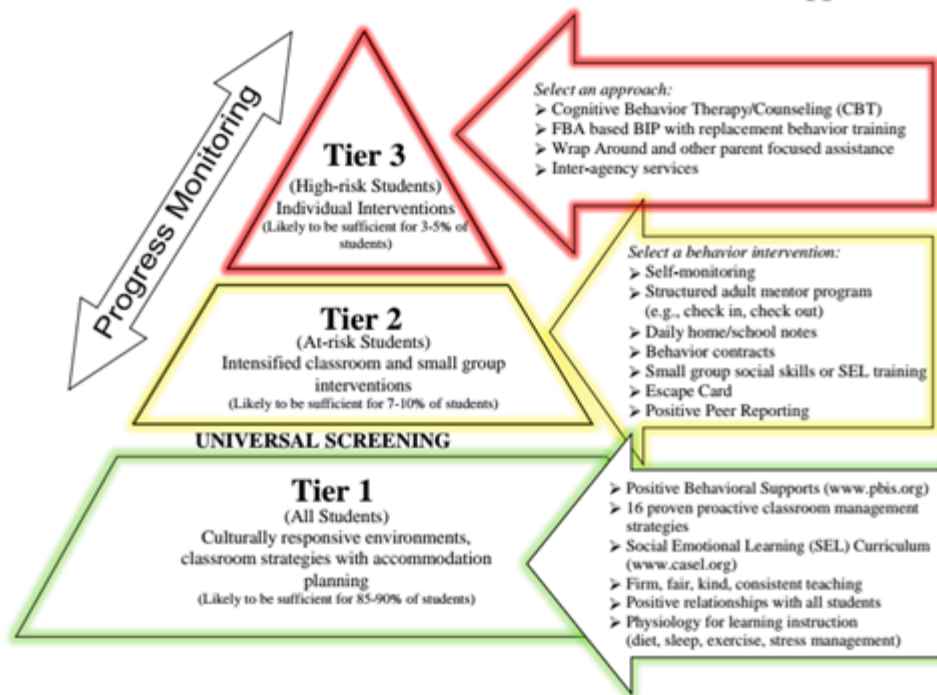 Progress Monitoring
Tier 3
(High-risk Students)
Individual Interventions
(Likely to be sufficient for 3-5% of
students)
Select an approach:
➢ Cognitive Behavior Therapy/Counseling (CBT)
➢ FBA based BIP with replacement behavior training
➢ Wrap Around and other parent focused assistance
➢ Inter-agency services
Tier 2
(At-risk Students)
Intensified classroom and small group
interventions
(Likely to be sufficient for 7-10% of students)
Select a behavior intervention:
➢ Self-monitoring
➢ Structured adult mentor program
(e.g., check in, check out)
➢ Daily home/school notes
➢ Behavior contracts
➢ Small group social skills or SEL training
➢ Escape Card
➢ Positive Peer Reporting
UNIVERSAL SCREENING
Tier 1
(All Students)
Culturally responsive environments,
classroom strategies with accommodation
planning
(Likely to be sufficient for 85-90% of students)
➢ Positive Behavioral Supports (www.pbis.org)
➢ 16 proven proactive classroom management
strategies
➢ Social Emotional Learning (SEL) Curriculum
(www.casel.org)
➢ Firm, fair, kind, consistent teaching
➢ Positive relationships with all students
➢ Physiology for learning instruction
(diet, sleep, exercise, stress management)